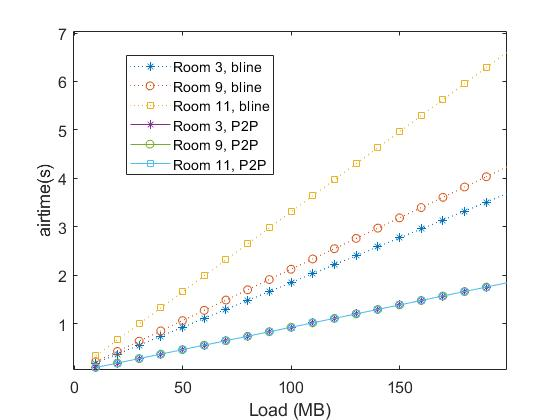 7
6
5
4
3
2
1
airtime(s)
Room 3, bline
Room 9, bline
Room 11, bline
Room 3, P2P
Room 9, P2P
Room 11, P2P
0 50 100 150
Load (MB)